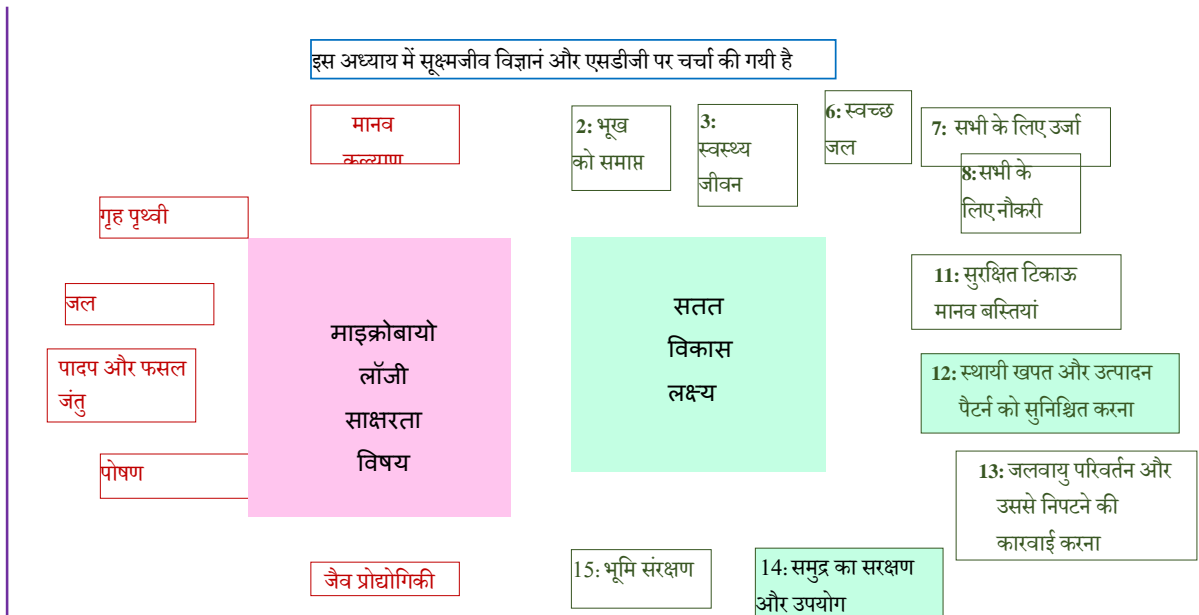 इस अध्याय में सूक्ष्मजीव विज्ञानं और एसडीजी पर चर्चा की गयी है
मानव
कल्याण
2: भूख
को समाप्त
3:
स्वस्थ्य
जीवन
6: स्वच्छ
जल
7: सभी के लिए उर्जा
8:सभी के
लिए नौकरी
गृह पृथ्वी
जल
पादप और फसल
जंतु
पोषण
माइक्रोबायो
लॉजी
साक्षरता
विषय
सतत
विकास
लक्ष्य
11: सुरक्षित टिकाऊ
मानव बस्तियां
12: स्थायी खपत और उत्पादन
पैटर्न को सुनिश्चित करना
13: जलवायु परिवर्तन और
उससे निपटने की
कारवाई करना
जैव प्रोद्योगिकी
15: भूमि संरक्षण
14: समुद्र का सरक्षण
और उपयोग